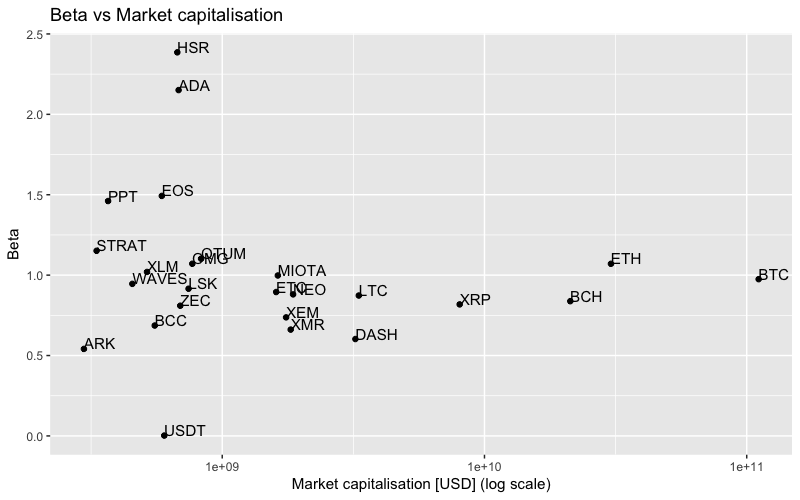 Beta vs Market capitalisation
2.5
HSR
ADA
2.0
PPT
EOS
1.5
STRAT
QTUM
OMG
ETH
XLM
MIOTA
BTC
1.0
WAVES
LSK
ETC
NEO
LTC
ZEC
XRP
BCH
BCC
XEM
XMR
DASH
ARK
0.5
USDT
0.0
Beta
1e+09
1e+10
1e+11
Market capitalisation [USD] (log scale)